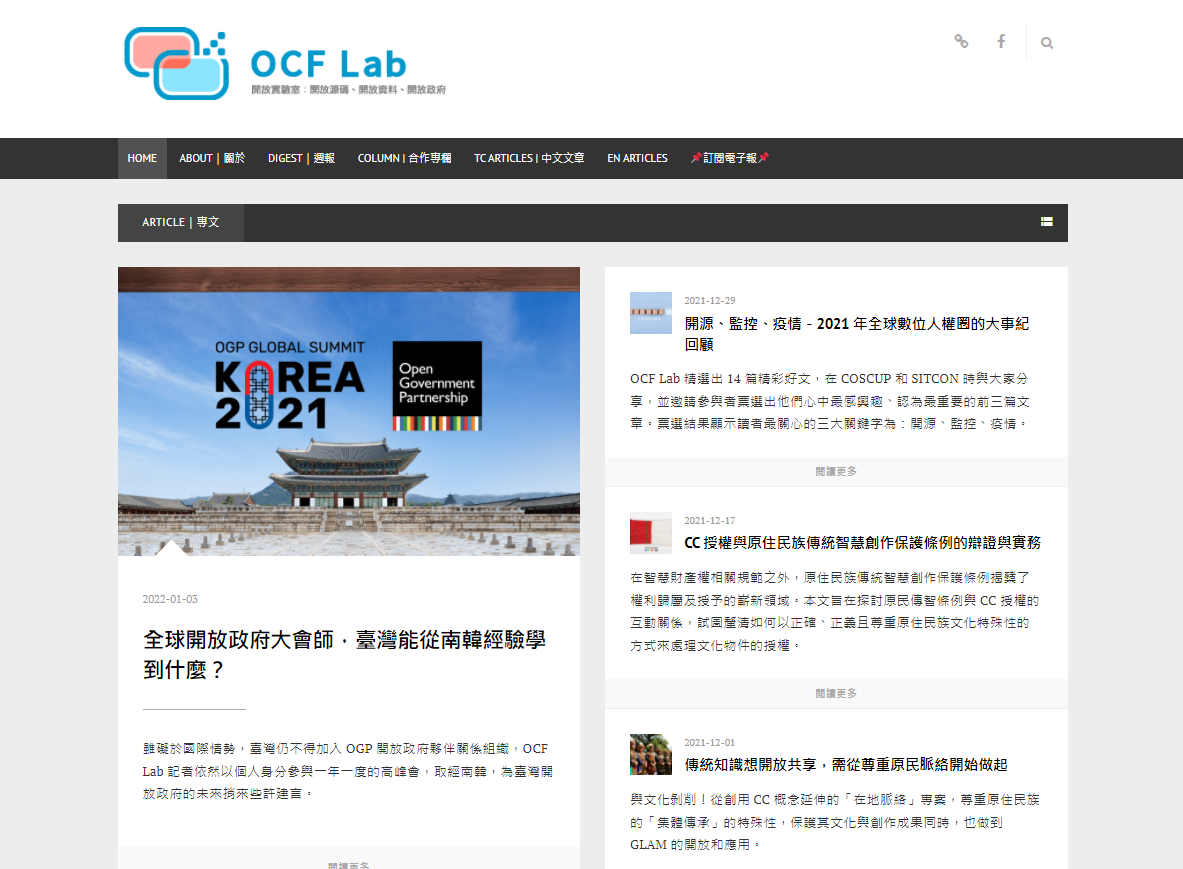 OCF Lab
開放實驗室：開放源碼、開放資料、開放政府
HOME
ABOUT | 關於
DIGEST | 週報
COLUMN | 合作專欄
TC ARTICLES | 中文文章
EN ARTICLES
📌訂閱電子報📌
ARTICLE | 專文
OGP GLOBAL SUMMIT
KOREA
2021
Open
Government
Partnership
2022-01-03
全球開放政府大會師，臺灣能從南韓經驗學
到什麼？
雖礙於國際情勢，臺灣仍不得加入 OGP 開放政府夥伴關係組織，OCF
Lab 記者依然以個人身分參與一年一度的高峰會，取經南韓，為臺灣開
放政府的未來捎來些許建言。
閱讀更多
2021-12-29
開源、監控、疫情－2021 年全球數位人權圈的大事紀
回顧
OCF Lab 精選出 14 篇精彩好文，在 COSCUP 和 SITCON 時與大家分
享，並邀請參與者票選出他們心中最感興趣、認為最重要的前三篇文
章。票選結果顯示讀者最關心的三大關鍵字為：開源、監控、疫情。
閱讀更多
2021-12-17
CC 授權與原住民族傳統智慧創作保護條例的辯證與實務
在智慧財產權相關規範之外，原住民族傳統智慧創作保護條例揭櫫了
權利歸屬及授予的嶄新領域。本文旨在探討原民傳智條例與 CC 授權的
互動關係，試圖釐清如何以正確、正義且尊重原住民族文化特殊性的
方式來處理文化物件的授權。
閱讀更多
2021-12-01
傳統知識想開放共享，需從尊重原民脈絡開始做起
與文化剝削！從創用 CC 概念延伸的「在地脈絡」專案，尊重原住民族
的「集體傳承」的特殊性，保護其文化與創作成果同時，也做到
GLAM 的開放和應用。